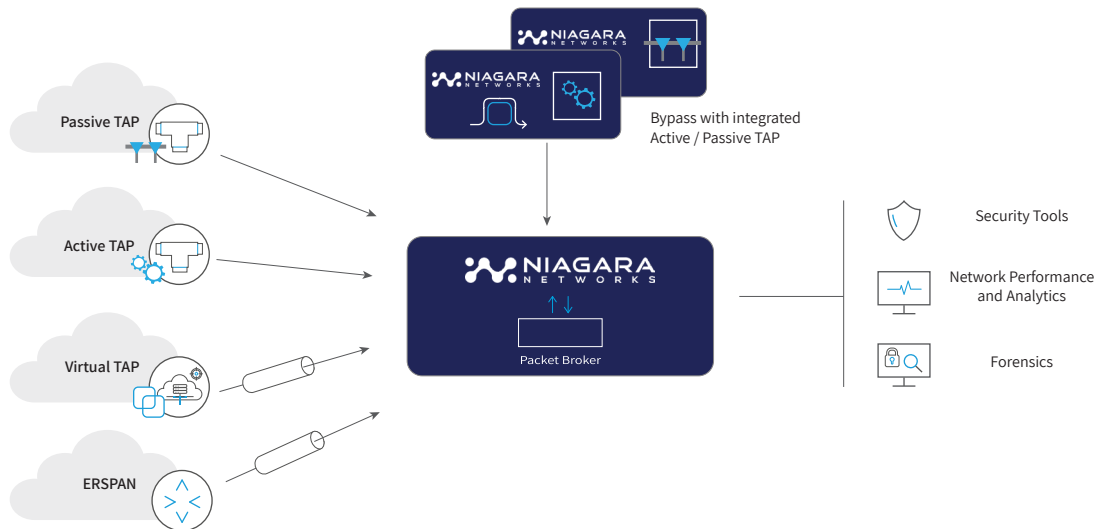 NIAGARA
NETWORKS
NIAGARA
NETWORKS
Bypass with integrated
Active / Passive TAP
Passive TAP
Active TAP
Virtual TAP
ERSPAN
NIAGARA
NETWORKS
Packet Broker
Security Tools
Network Performance
and Analytics
Forensics